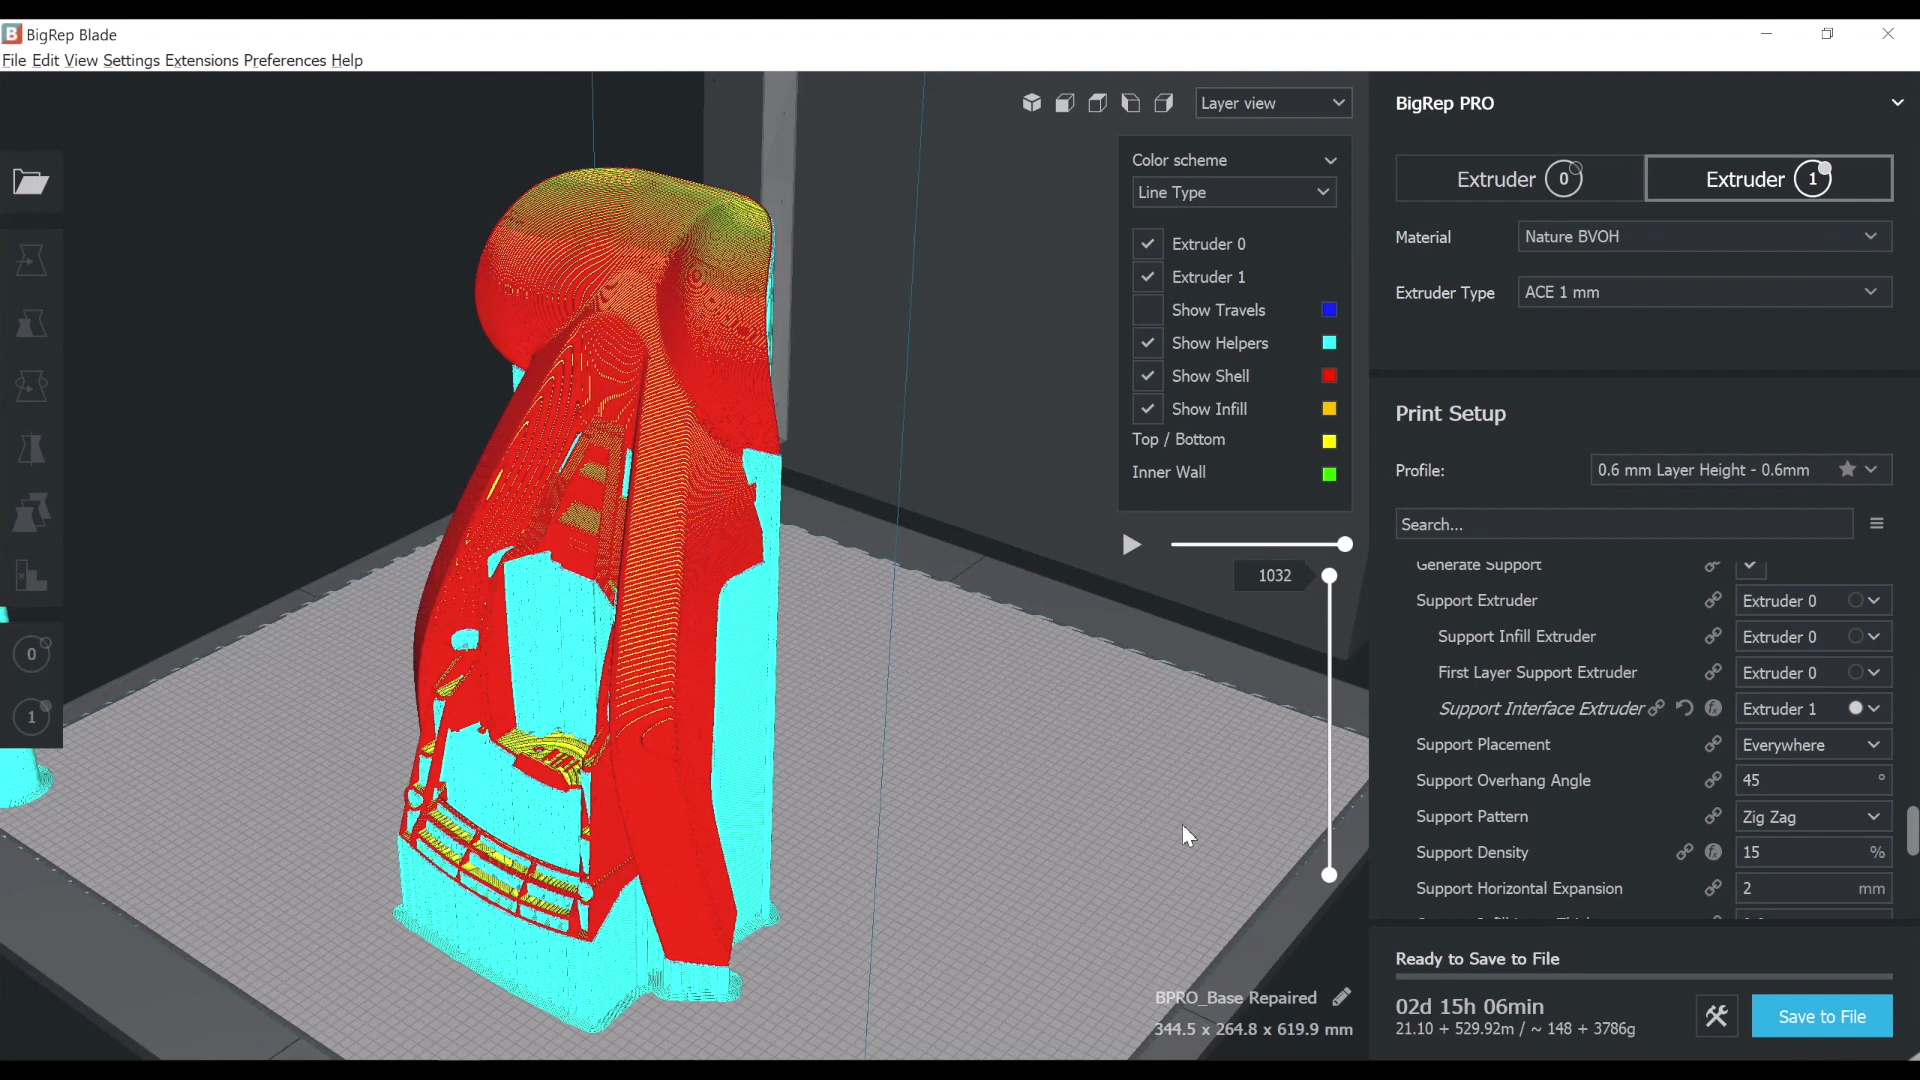 BigRep Blade
File Edit View Settings Extensions Preferences Help
Layer view
Color scheme
Line Type
Extruder 0
Extruder 1
Show Travels
Show Helpers
Show Shell
Show Infill
Top / Bottom
Inner Wall
1032
0
1
BPRO_Base Repaired
344.5 x 264.8 x 619.9 mm
BigRep PRO
Extruder 0
Extruder 1
Material Nature BVOH
Extruder Type ACE 1 mm
Print Setup
Profile: 0.6 mm Layer Height - 0.6mm
Search...
Generate Support
Support Extruder Extruder 0
Support Infill Extruder Extruder 0
First Layer Support Extruder Extruder 0
Support Interface Extruder Extruder 1
Support Placement Everywhere
Support Overhang Angle 45 °
Support Pattern Zig Zag
Support Density 15 %
Support Horizontal Expansion 2 mm
Ready to Save to File
02d 15h 06min
21.10 + 529.92m / ~ 148 + 3786g
Save to File